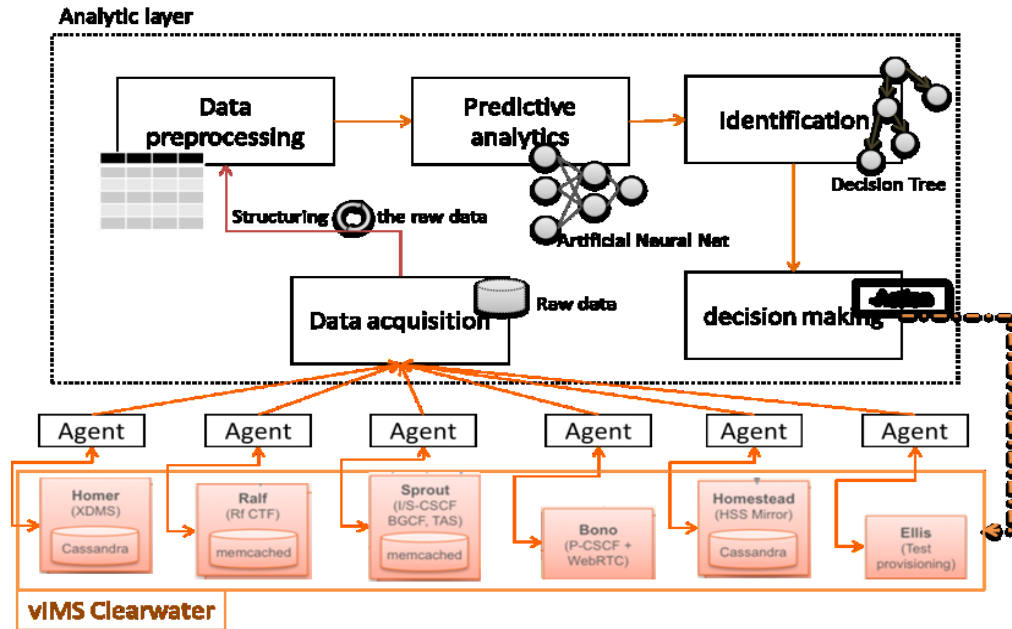 Analytic layer
Data
preprocessing
Predictive
analytics
Identification
Decision Tree
Structuring
the raw data
Artificial Neural Net
Data acquisition
Raw data
decision making
Agent
Agent
Agent
Agent
Agent
Agent
Homer
(XDMS)
Cassandra
Ralf
(Rf CTF)
memcached
Sprout
(I/S-CSCF
BGCF, TAS)
memcached
Bono
(P-CSCF +
WebRTC)
Homestead
(HSS Mirror)
Cassandra
Ellis
(Test
provisioning)
vIMS Clearwater